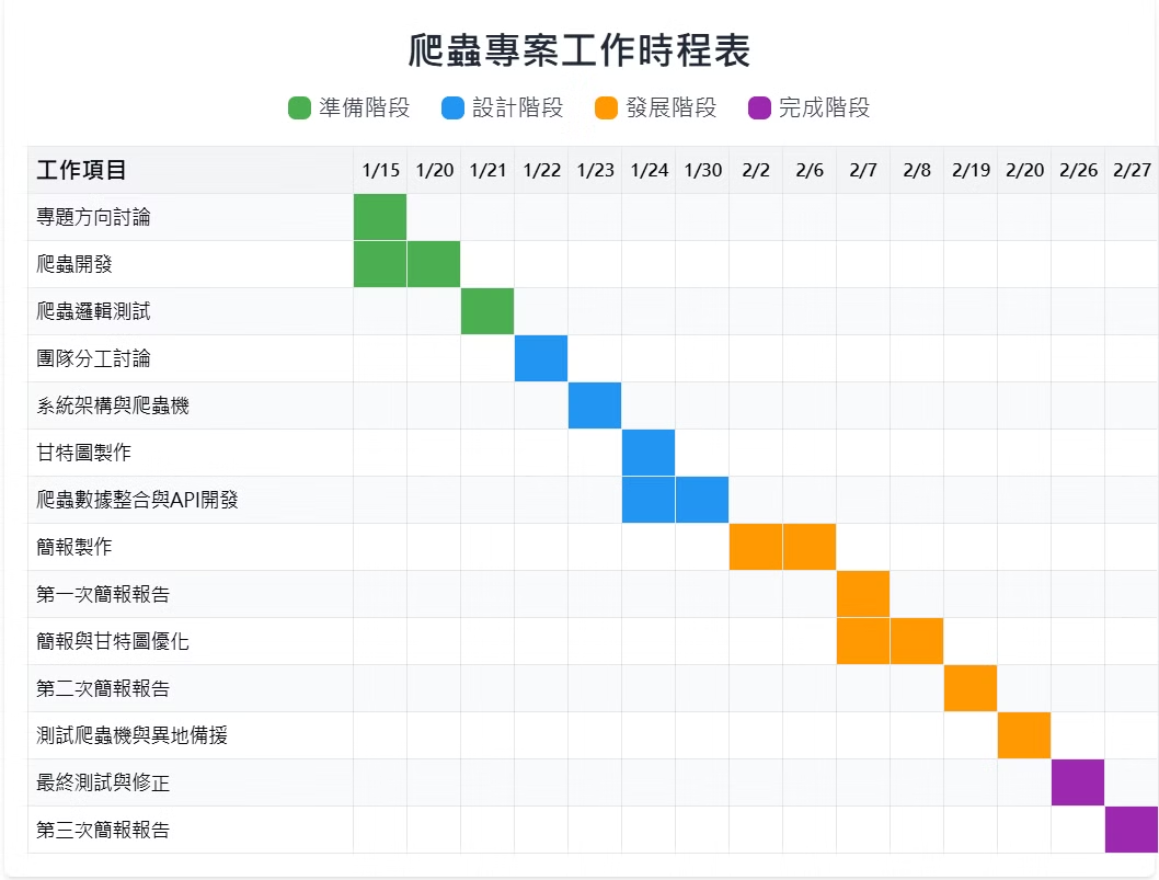 爬蟲專案工作時程表
準備階段 設計階段 發展階段 完成階段
工作項目 1/15 1/20 1/21 1/22 1/23 1/24 1/30 2/2 2/6 2/7 2/8 2/19 2/20 2/26 2/27
專題方向討論
爬蟲開發
爬蟲邏輯測試
團隊分工討論
系統架構與爬蟲機
甘特圖製作
爬蟲數據整合與API開發
簡報製作
第一次簡報報告
簡報與甘特圖優化
第二次簡報報告
測試爬蟲機與異地備援
最終測試與修正
第三次簡報報告